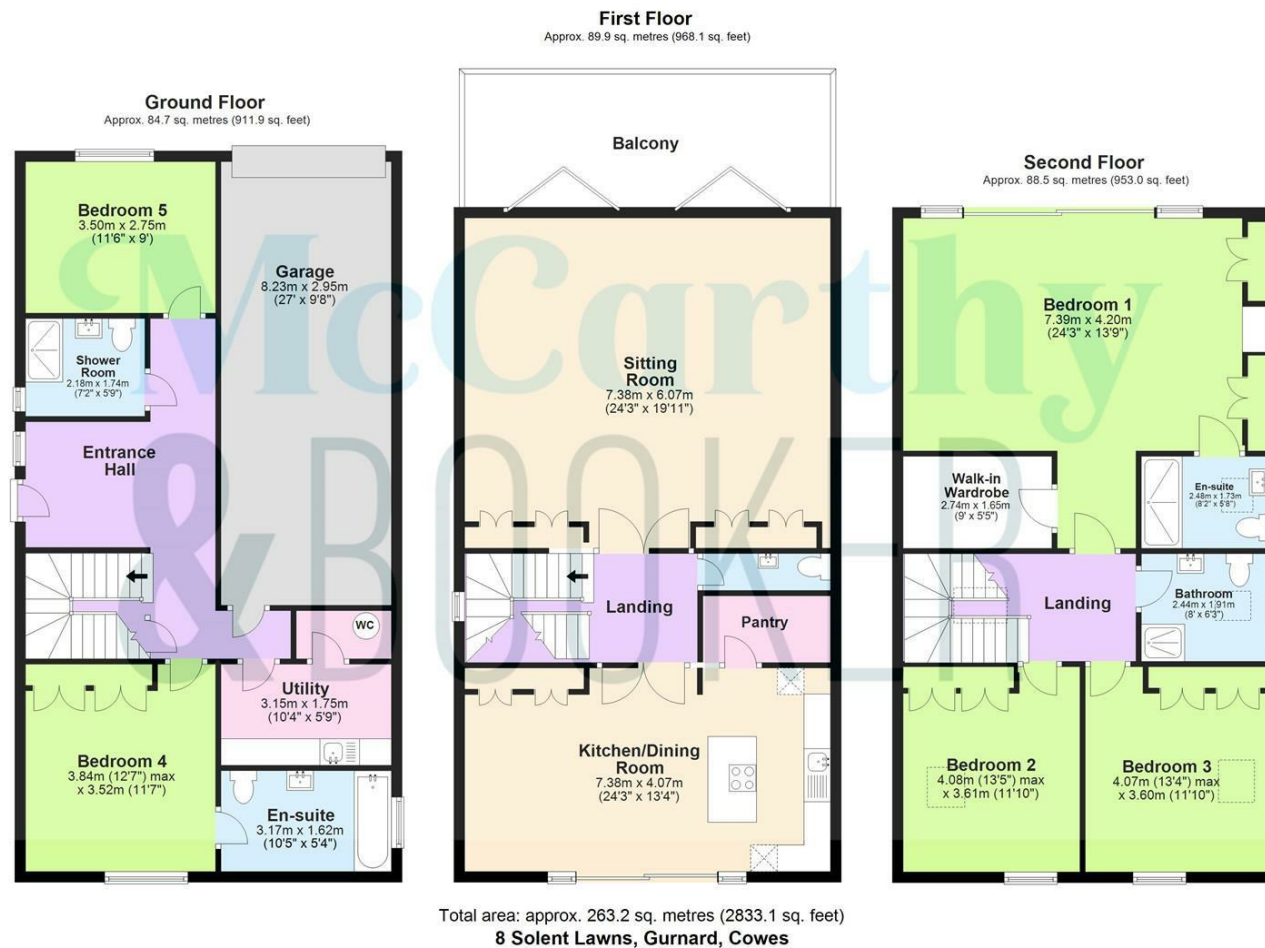 First Floor
Approx. 89.9 sq. metres (968.1 sq. feet)
Balcony
Sitting
Room
7.38m x 6.07m
(24'3" x 19'11")
Landing
Pantry
Kitchen/Dining
Room
7.38m x 4.07m
(24'3" x 13'4")
Ground Floor
Approx. 84.7 sq. metres (911.9 sq. feet)
Bedroom 5
3.50m x 2.75m
(11'6" x 9')
Garage
8.23m x 2.95m
(27' x 9'8")
Shower
Room
2.18m x 1.74m
(7'2" x 5'9")
Entrance
Hall
WC
Utility
3.15m x 1.75m
(10'4" x 5'9")
Bedroom 4
3.84m (12'7") max
x 3.52m (11'7")
En-suite
3.17m x 1.62m
(10'5" x 5'4")
Second Floor
Approx. 88.5 sq. metres (953.0 sq. feet)
Bedroom 1
7.39m x 4.20m
(24'3" x 13'9")
Walk-in
Wardrobe
2.74m x 1.65m
(9' x 5'5")
En-suite
2.48m x 1.73m
(8'2" x 5'8")
Landing
Bathroom
2.44m x 1.91m
(8' x 6'3")
Bedroom 2
4.08m (13'5") max
x 3.61m (11'10")
Bedroom 3
4.07m (13'4") max
x 3.60m (11'10")
McCarthy
&BOOKER
Total area: approx. 263.2 sq. metres (2833.1 sq. feet)
8 Solent Lawns, Gurnard, Cowes